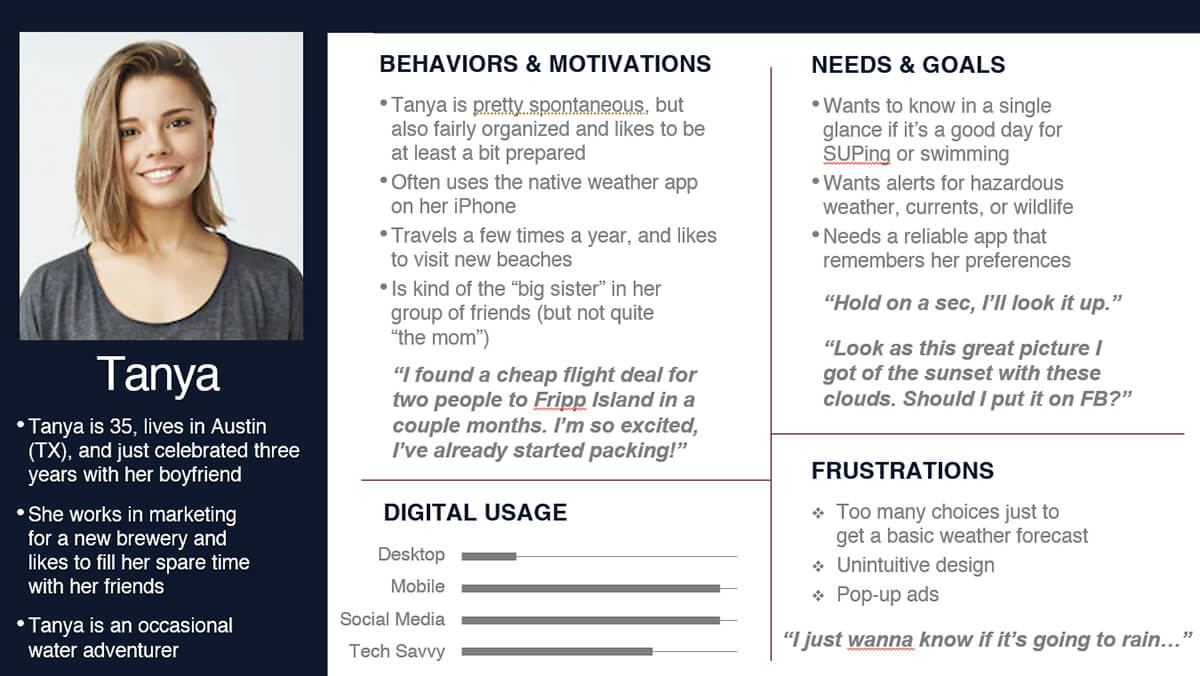 Tanya
• Tanya is 35, lives in Austin
(TX), and just celebrated three
years with her boyfriend
• She works in marketing
for a new brewery and
likes to fill her spare time
with her friends
• Tanya is an occasional
water adventurer
BEHAVIORS & MOTIVATIONS
• Tanya is pretty spontaneous, but
also fairly organized and likes to be
at least a bit prepared
• Often uses the native weather app
on her iPhone
• Travels a few times a year, and likes
to visit new beaches
• Is kind of the “big sister” in her
group of friends (but not quite
“the mom”)
“I found a cheap flight deal for
two people to Fripp Island in a
couple months. I’m so excited,
I’ve already started packing!”
DIGITAL USAGE
Desktop
Mobile
Social Media
Tech Savvy
NEEDS & GOALS
• Wants to know in a single
glance if it’s a good day for
SUPing or swimming
• Wants alerts for hazardous
weather, currents, or wildlife
• Needs a reliable app that
remembers her preferences
“Hold on a sec, I’ll look it up.”
“Look as this great picture I
got of the sunset with these
clouds. Should I put it on FB?”
FRUSTRATIONS
❖ Too many choices just to
get a basic weather forecast
❖ Unintuitive design
❖ Pop-up ads
“I just wanna know if it’s going to rain…”